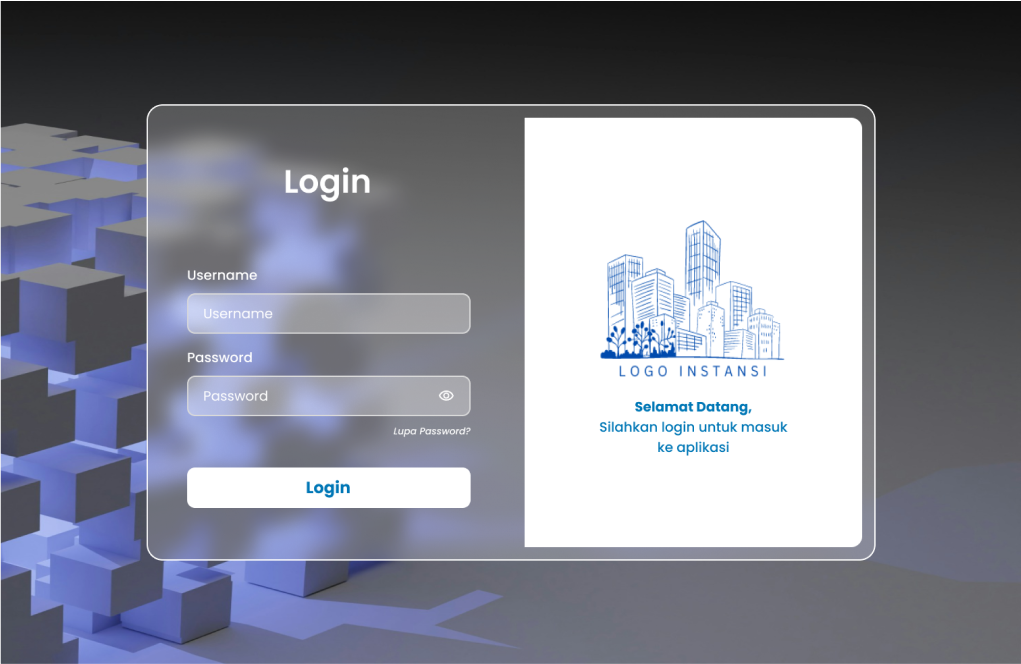 Login
Username
Username
Password
Password
Lupa Password?
Login
LOGO INSTANSI
Selamat Datang,
Silahkan login untuk masuk
ke aplikasi